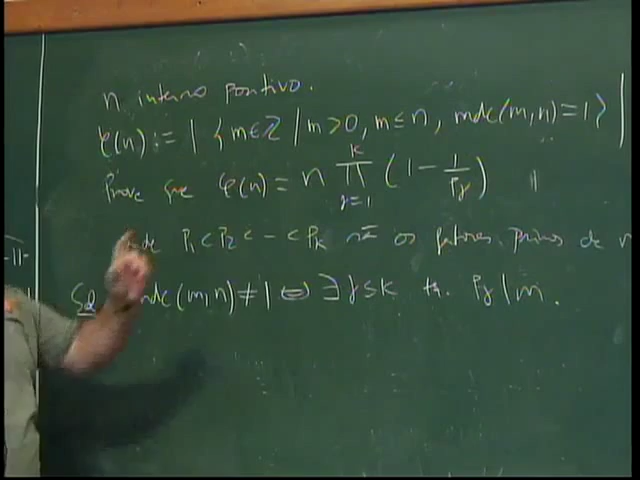 n inteiro positivo.
φ(n) := | { m ∈ ℤ | m > 0, m ≤ n, mdc(m,n) = 1 } |
Prove que φ(n) = n ∏_{j=1}^{k} (1 - 1/p_j)
p_1 < p_2 < - < p_k são os fatores primos de n
Sol mdc(m,n) ≠ 1 ⇔ ∃ j ≤ k t. p_j | m.